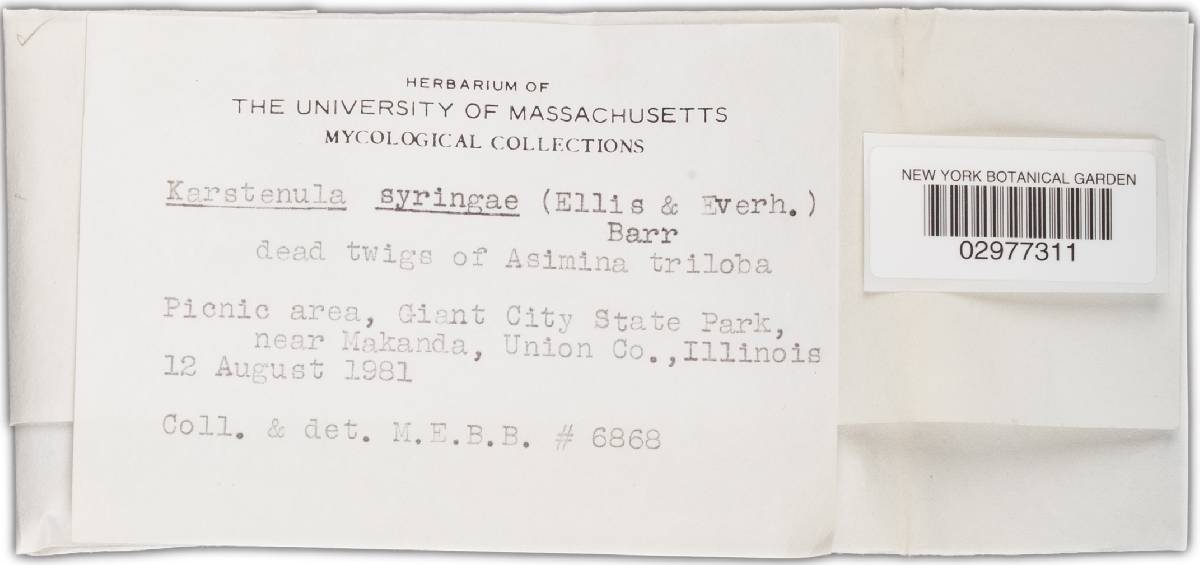 HERBARIUM OF
THE UNIVERSITY OF MASSACHUSETTS
MYCOLOGICAL COLLECTIONS
Karstenula syringae (Ellis & Everh.)
Barr
dead twigs of Asimina triloba
Picnic area, Giant City State Park,
near Makanda, Union Co.,Illinois
12 August 1981
Coll. & det. M.E.B.B. # 6868
NEW YORK BOTANICAL GARDEN
02977311